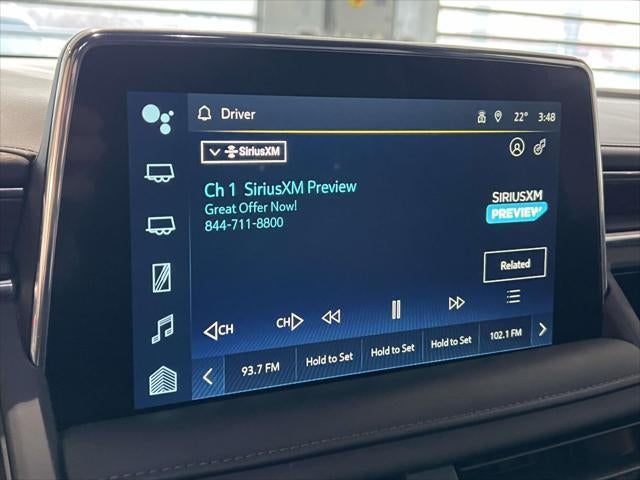 Driver
22° 3:48
SiriusXM
Ch 1 SiriusXM Preview
Great Offer Now!
844-711-8800
SIRIUSXM
PREVIEW
Related
CH
CH
93.7 FM
Hold to Set
Hold to Set
Hold to Set
102.1 FM